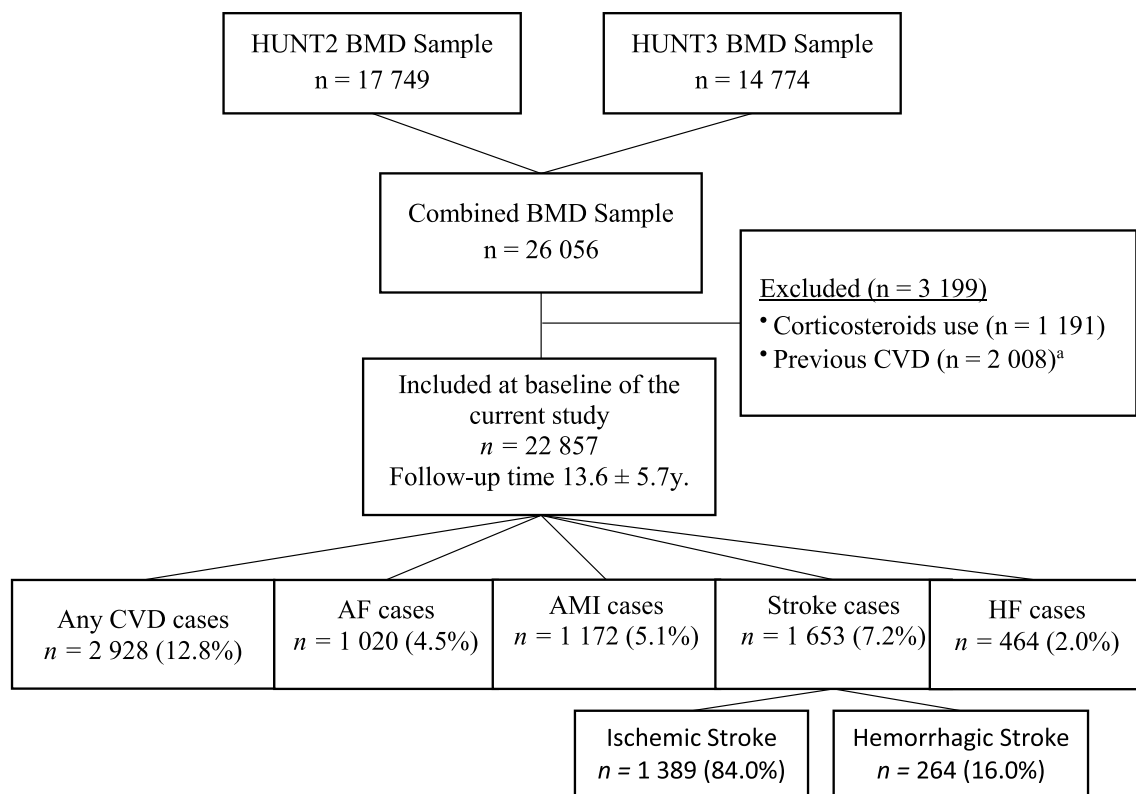 HUNT2 BMD Sample
n = 17 749
HUNT3 BMD Sample
n = 14 774
Combined BMD Sample
n = 26 056
Excluded (n = 3 199)
• Corticosteroids use (n = 1 191)
• Previous CVD (n = 2 008)ᵃ
Included at baseline of the
current study
n = 22 857
Follow-up time 13.6 ± 5.7y.
Any CVD cases
n = 2 928 (12.8%)
AF cases
n = 1 020 (4.5%)
AMI cases
n = 1 172 (5.1%)
Stroke cases
n = 1 653 (7.2%)
HF cases
n = 464 (2.0%)
Ischemic Stroke
n = 1 389 (84.0%)
Hemorrhagic Stroke
n = 264 (16.0%)